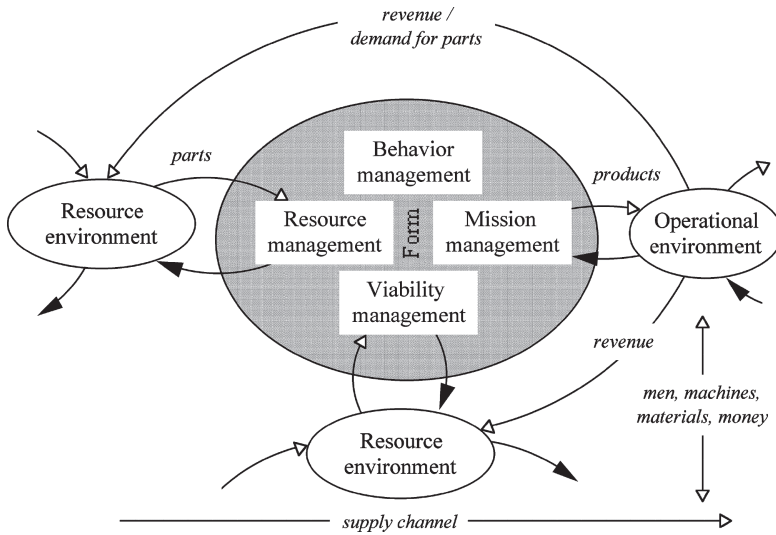 revenue /
demand for parts
parts
Behavior
management
products
Resource
environment
Resource
management
Form
Mission
management
Operational
environment
Viability
management
revenue
men, machines,
materials, money
Resource
environment
supply channel